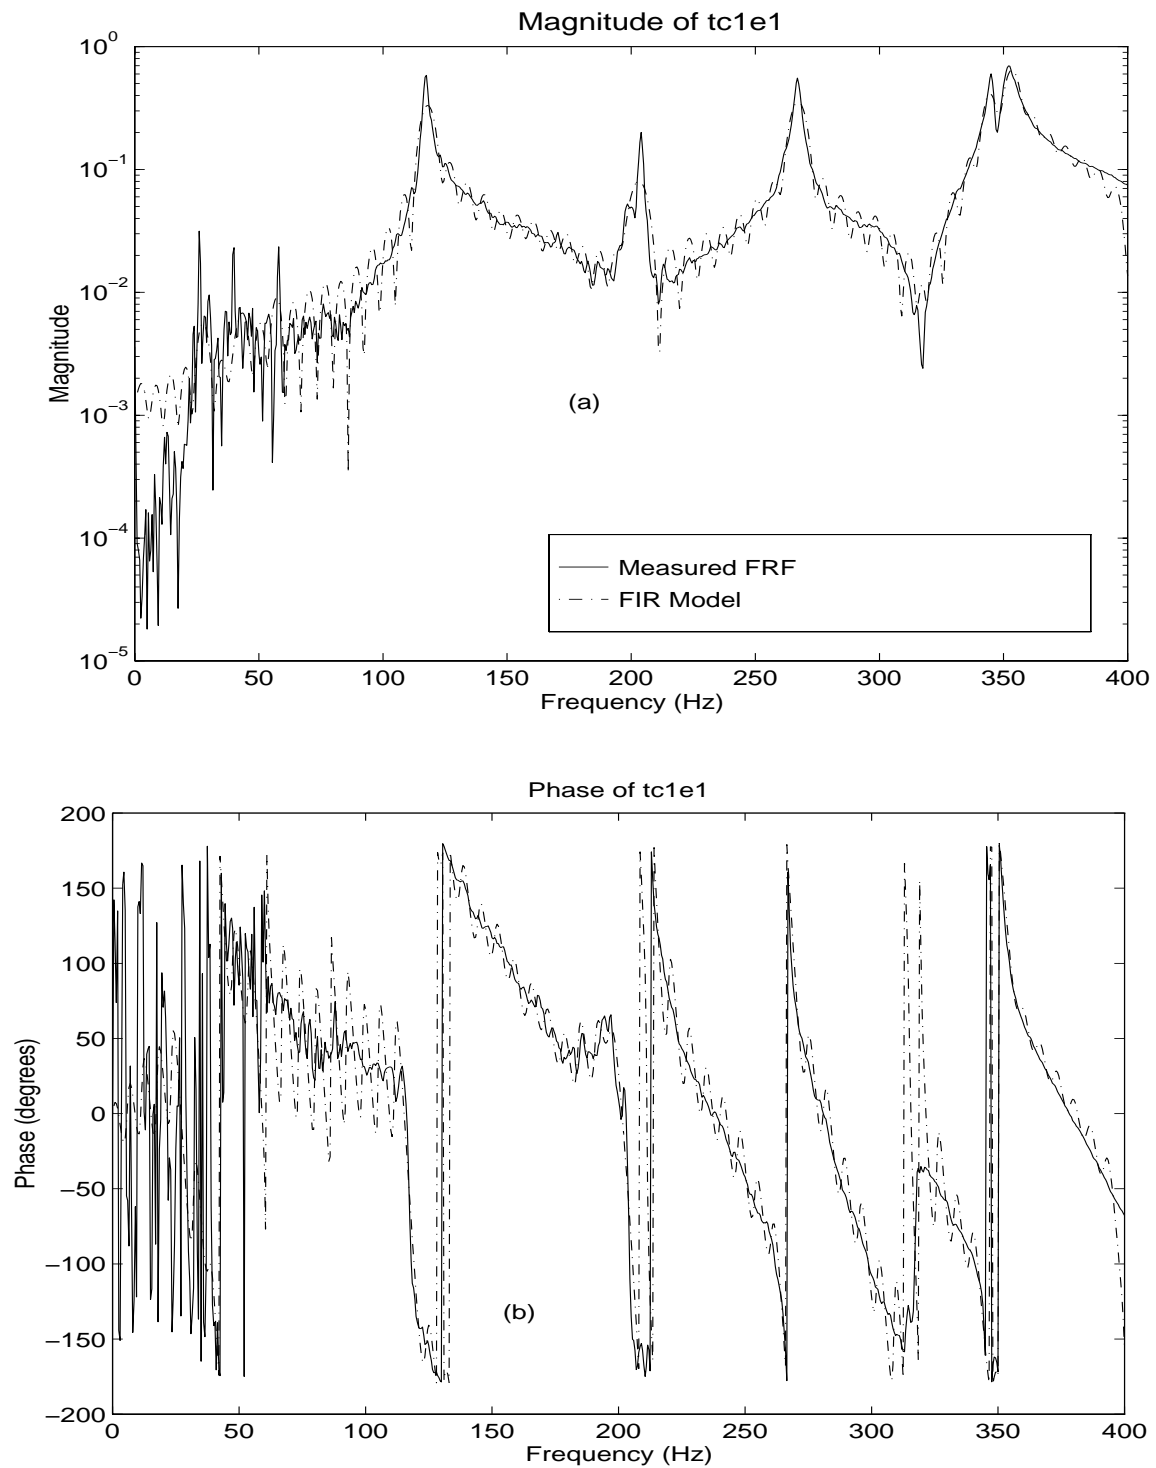 Magnitude of tc1e1
10^0
10^-1
10^-2
10^-3
10^-4
10^-5
Magnitude
(a)
Measured FRF
FIR Model
0 50 100 150 200 250 300 350 400
Frequency (Hz)
Phase of tc1e1
200
150
100
50
0
−50
−100
−150
−200
Phase (degrees)
(b)
0 50 100 150 200 250 300 350 400
Frequency (Hz)